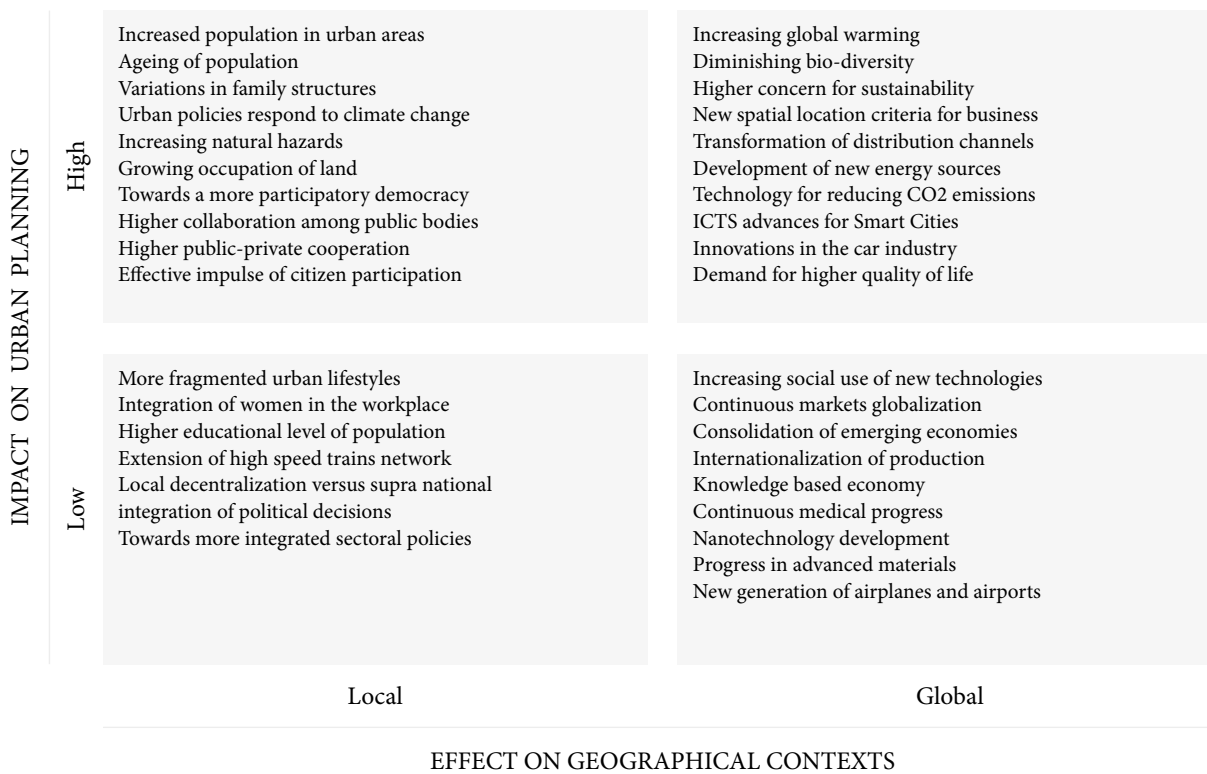 IMPACT ON URBAN PLANNING
High
Increased population in urban areas
Ageing of population
Variations in family structures
Urban policies respond to climate change
Increasing natural hazards
Growing occupation of land
Towards a more participatory democracy
Higher collaboration among public bodies
Higher public-private cooperation
Effective impulse of citizen participation
Increasing global warming
Diminishing bio-diversity
Higher concern for sustainability
New spatial location criteria for business
Transformation of distribution channels
Development of new energy sources
Technology for reducing CO2 emissions
ICTS advances for Smart Cities
Innovations in the car industry
Demand for higher quality of life
Low
More fragmented urban lifestyles
Integration of women in the workplace
Higher educational level of population
Extension of high speed trains network
Local decentralization versus supra national
integration of political decisions
Towards more integrated sectoral policies
Increasing social use of new technologies
Continuous markets globalization
Consolidation of emerging economies
Internationalization of production
Knowledge based economy
Continuous medical progress
Nanotechnology development
Progress in advanced materials
New generation of airplanes and airports
Local
Global
EFFECT ON GEOGRAPHICAL CONTEXTS